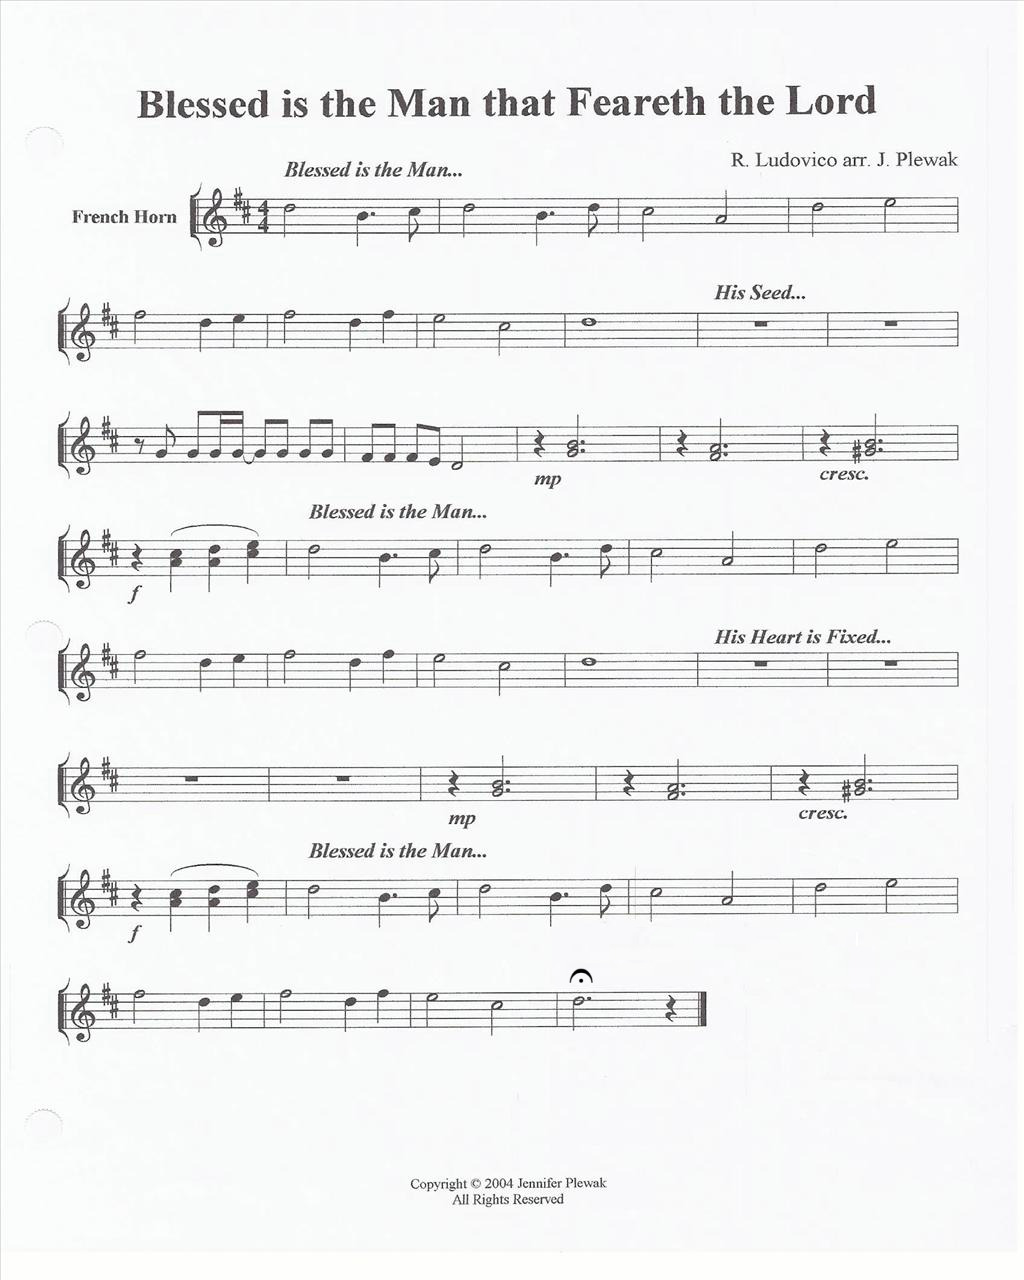 Blessed is the Man that Feareth the Lord
R. Ludovico arr. J. Plewak
Blessed is the Man...
French Horn
4
4
His Seed...
mp
cresc.
Blessed is the Man...
f
His Heart is Fixed...
mp
cresc.
Blessed is the Man...
f
Copyright © 2004 Jennifer Plewak
All Rights Reserved